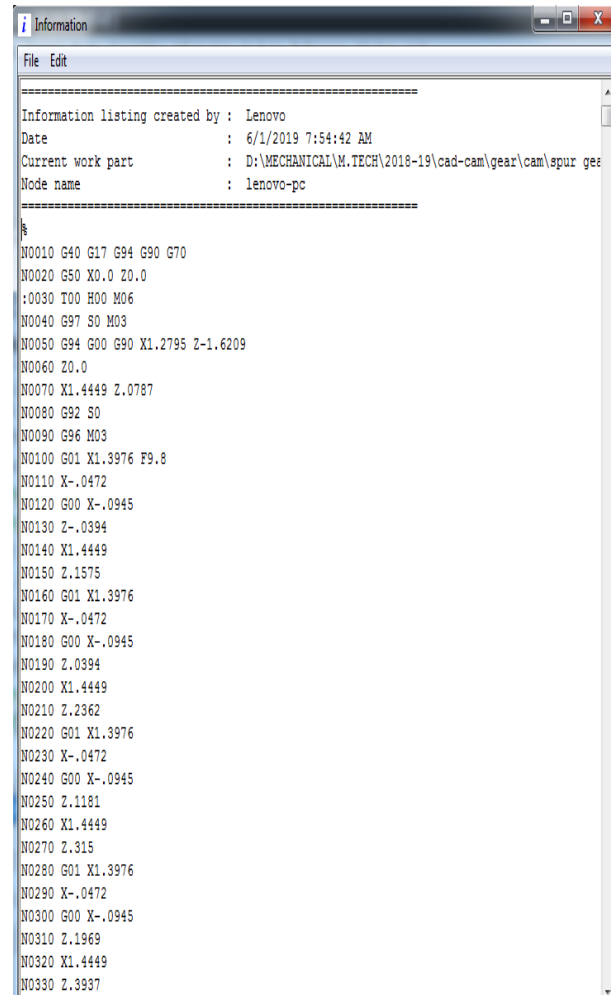 Information
File Edit
============================================================
Information listing created by : Lenovo
Date : 6/1/2019 7:54:42 AM
Current work part : D:\MECHANICAL\M.TECH\2018-19\cad-cam\gear\cam\spur gea
Node name : lenovo-pc
============================================================
%
N0010 G40 G17 G94 G90 G70
N0020 G50 X0.0 Z0.0
:0030 T00 H00 M06
N0040 G97 S0 M03
N0050 G94 G00 G90 X1.2795 Z-1.6209
N0060 Z0.0
N0070 X1.4449 Z.0787
N0080 G92 S0
N0090 G96 M03
N0100 G01 X1.3976 F9.8
N0110 X-.0472
N0120 G00 X-.0945
N0130 Z-.0394
N0140 X1.4449
N0150 Z.1575
N0160 G01 X1.3976
N0170 X-.0472
N0180 G00 X-.0945
N0190 Z.0394
N0200 X1.4449
N0210 Z.2362
N0220 G01 X1.3976
N0230 X-.0472
N0240 G00 X-.0945
N0250 Z.1181
N0260 X1.4449
N0270 Z.315
N0280 G01 X1.3976
N0290 X-.0472
N0300 G00 X-.0945
N0310 Z.1969
N0320 X1.4449
N0330 Z.3937